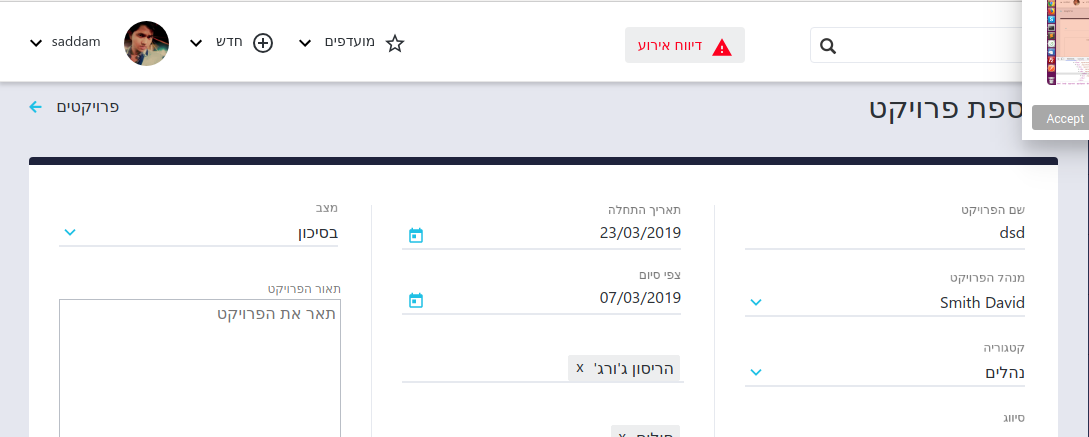 מועדפים
חדש
saddam
דיווח אירוע
Accept
ספת פרויקט
פרויקטים
שם הפרויקט
dsd
מנהל הפרויקט
Smith David
קטגוריה
נהלים
סיווג
תאריך התחלה
23/03/2019
צפי סיום
07/03/2019
הריסון ג'ורג' x
מצב
בסיכון
תאור הפרויקט
תאר את הפרויקט